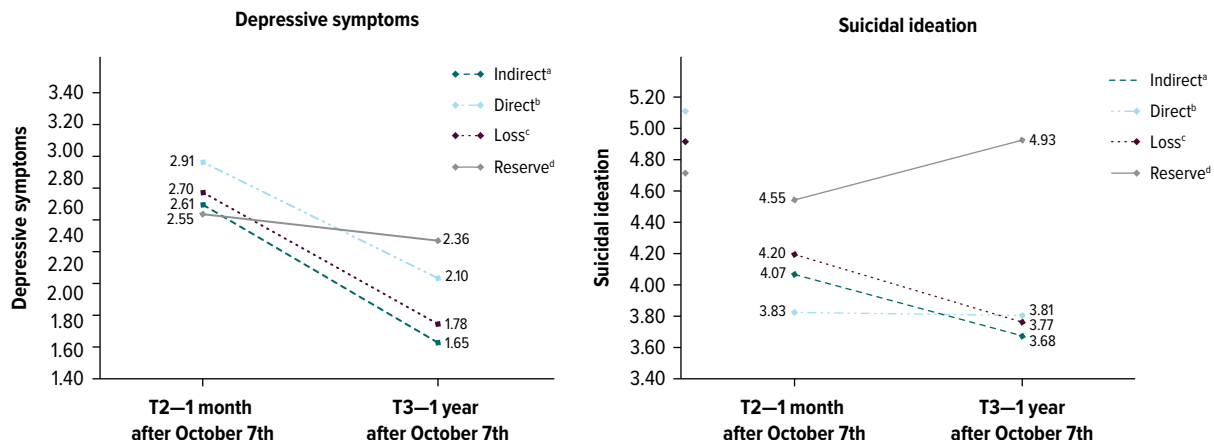 Depressive symptoms
Depressive symptoms
3.40
3.20
3.00
2.80
2.60
2.40
2.20
2.00
1.80
1.60
1.40
2.91
2.70
2.61
2.55
2.36
2.10
1.78
1.65
Indirectᵃ
Directᵇ
Lossᶜ
Reserveᵈ
T2—1 month
after October 7th
T3—1 year
after October 7th
Suicidal ideation
Suicidal ideation
5.20
5.00
4.80
4.60
4.20
4.00
3.80
3.60
3.40
4.55
4.20
4.07
3.83
4.93
3.81
3.77
3.68
Indirectᵃ
Directᵇ
Lossᶜ
Reserveᵈ
T2—1 month
after October 7th
T3—1 year
after October 7th